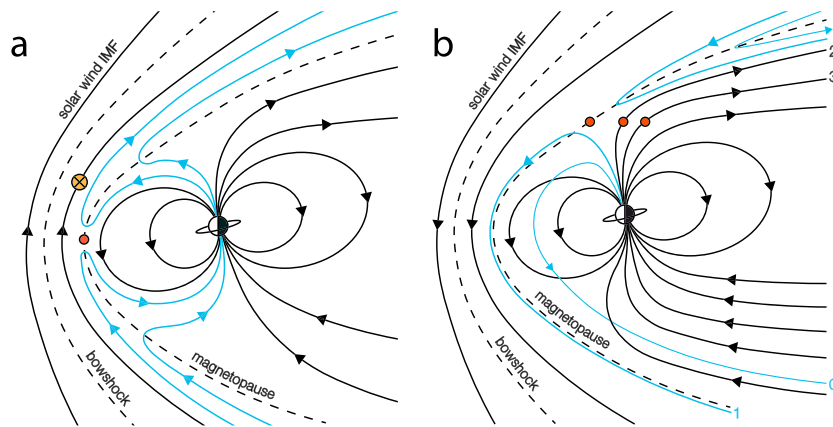 a
solar wind IMF
bowshock
magnetopause
b
solar wind IMF
bowshock
magnetopause
2
3
0
1